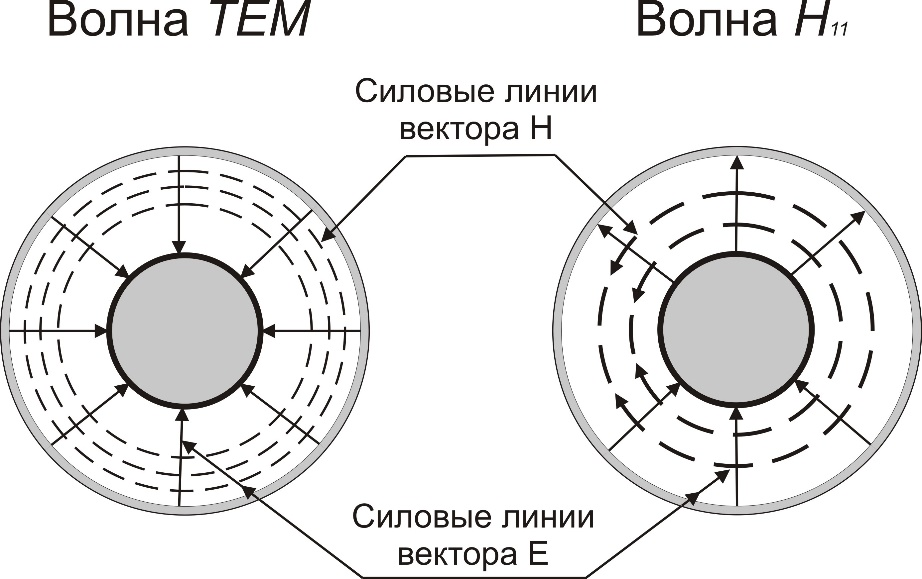 Волна TEM
Волна H11
Силовые линии
вектора H
Силовые линии
вектора E